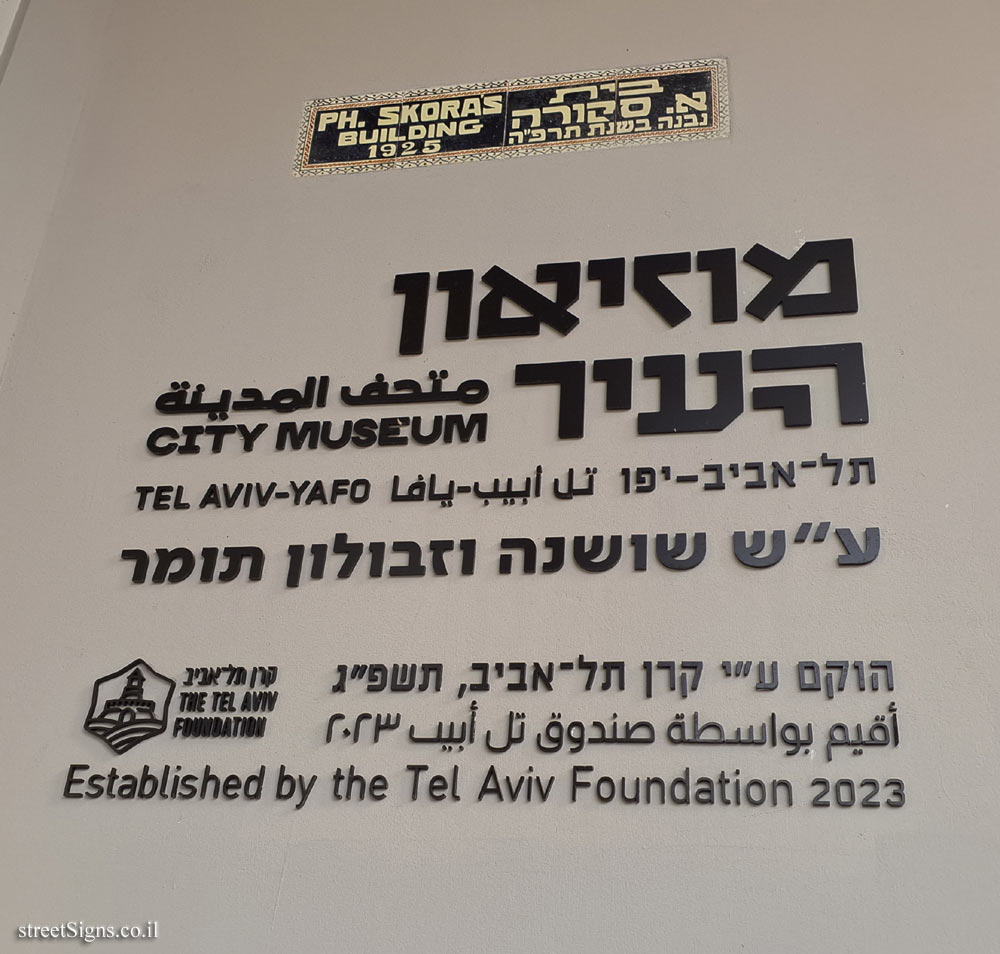 PH. SKORA'S
BUILDING
1925
בית
א. סקורה
נבנה בשנת תרפ"ה
מוזיאון
העיר
متحف المدينة
CITY MUSEUM
תל־אביב–יפו تل أبيب-يافا TEL AVIV-YAFO
ע״ש שושנה וזבולון תומר
הוקם ע״י קרן תל־אביב, תשפ״ג
أقيم بواسطة صندوق تل أبيب ٢٠٢٣
Established by the Tel Aviv Foundation 2023
קרן תל־אביב
THE TEL AVIV
FOUNDATION
streetSigns.co.il